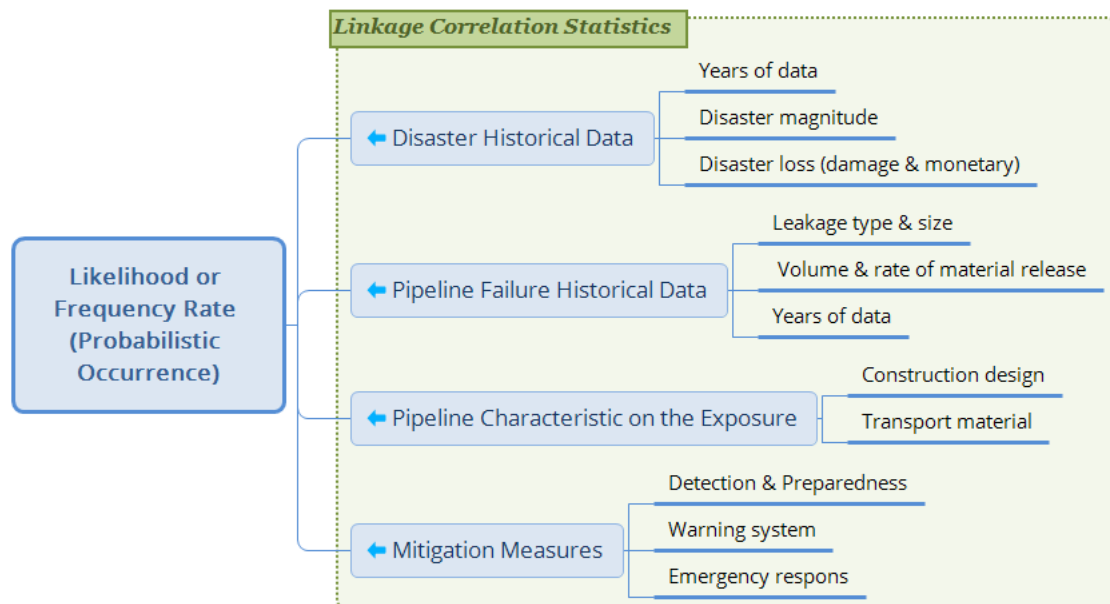 Linkage Correlation Statistics
Years of data
Disaster magnitude
Disaster Historical Data
Disaster loss (damage & monetary)
Leakage type & size
Likelihood or
Frequency Rate
(Probabilistic
Occurrence)
Volume & rate of material release
Pipeline Failure Historical Data
Years of data
Construction design
Pipeline Characteristic on the Exposure
Transport material
Detection & Preparedness
Warning system
Mitigation Measures
Emergency respons